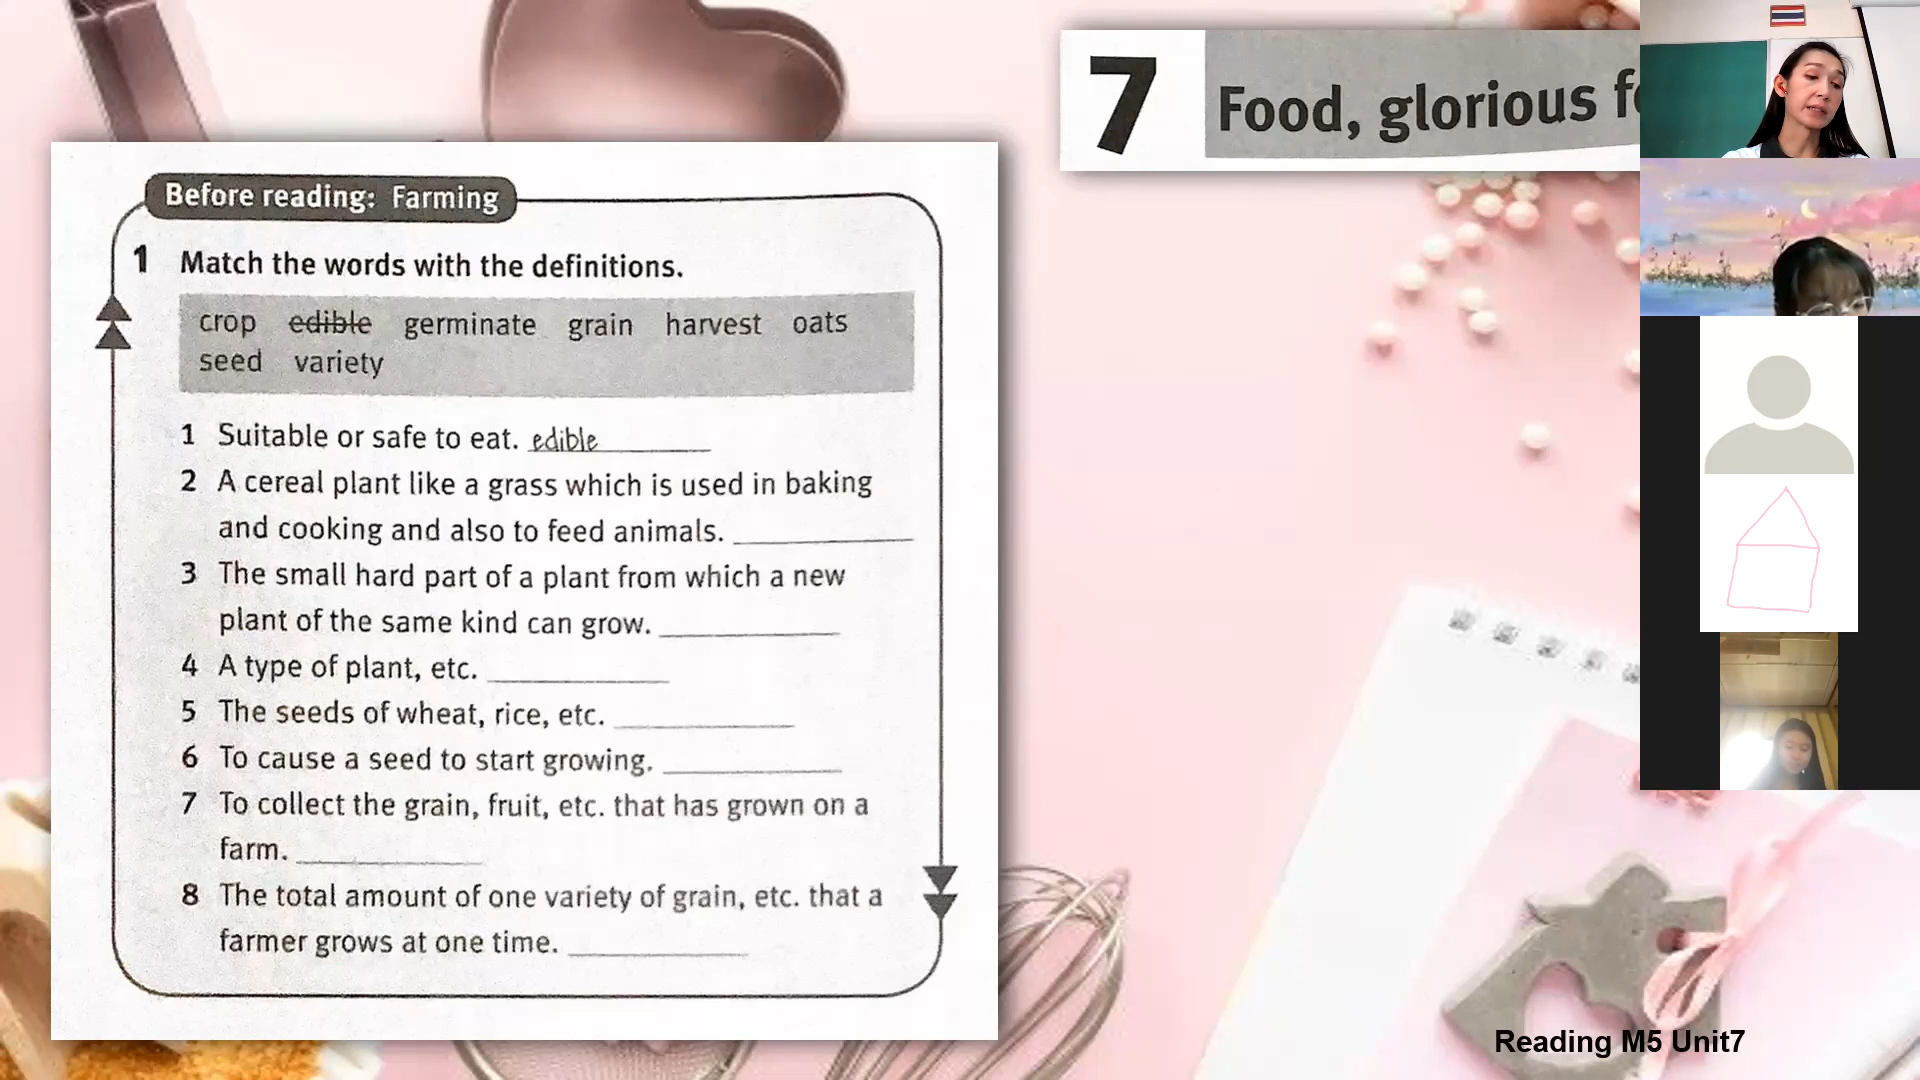 7
Food, glorious
Before reading: Farming
1 Match the words with the definitions.
crop edible germinate grain harvest oats
seed variety
1 Suitable or safe to eat. edible
2 A cereal plant like a grass which is used in baking
and cooking and also to feed animals.
3 The small hard part of a plant from which a new
plant of the same kind can grow.
4 A type of plant, etc.
5 The seeds of wheat, rice, etc.
6 To cause a seed to start growing.
7 To collect the grain, fruit, etc. that has grown on a
farm.
8 The total amount of one variety of grain, etc. that a
farmer grows at one time.
Reading M5 Unit7